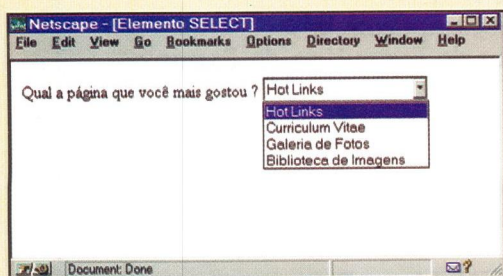 Netscape - [Elemento SELECT]
File Edit View Go Bookmarks Options Directory Window Help
Qual a página que você mais gostou ? Hot Links
Hot Links
Curriculum Vitae
Galeria de Fotos
Biblioteca de Imagens
Document: Done